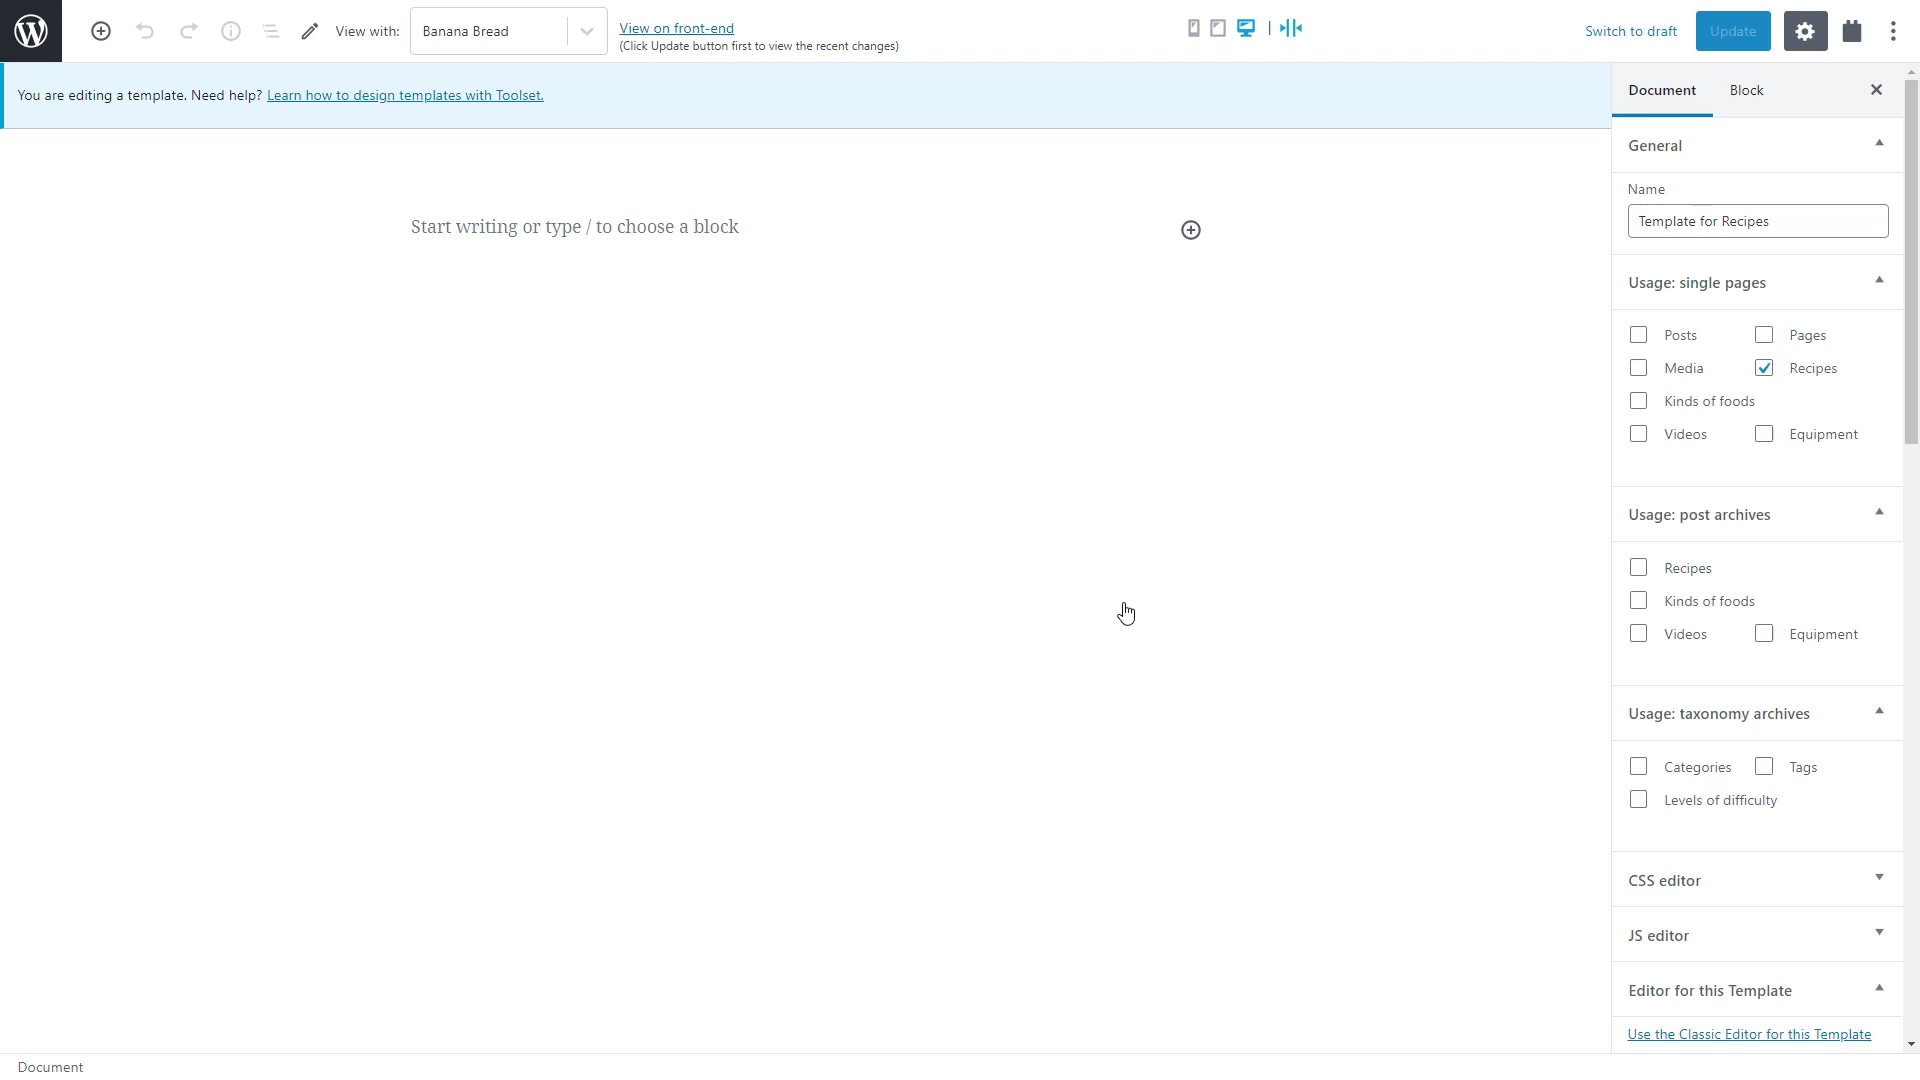 View with:
Banana Bread
View on front-end
(Click Update button first to view the recent changes)
Switch to draft
Update
You are editing a template. Need help? Learn how to design templates with Toolset.
Start writing or type / to choose a block
Document
Block
General
Name
Template for Recipes
Usage: single pages
Posts
Pages
Media
Recipes
Kinds of foods
Videos
Equipment
Usage: post archives
Recipes
Kinds of foods
Videos
Equipment
Usage: taxonomy archives
Categories
Tags
Levels of difficulty
CSS editor
JS editor
Editor for this Template
Use the Classic Editor for this Template
Document